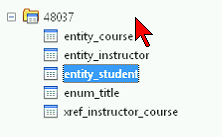 48037
entity_course
entity_instructor
entity_student
enum_title
xref_instructor_course